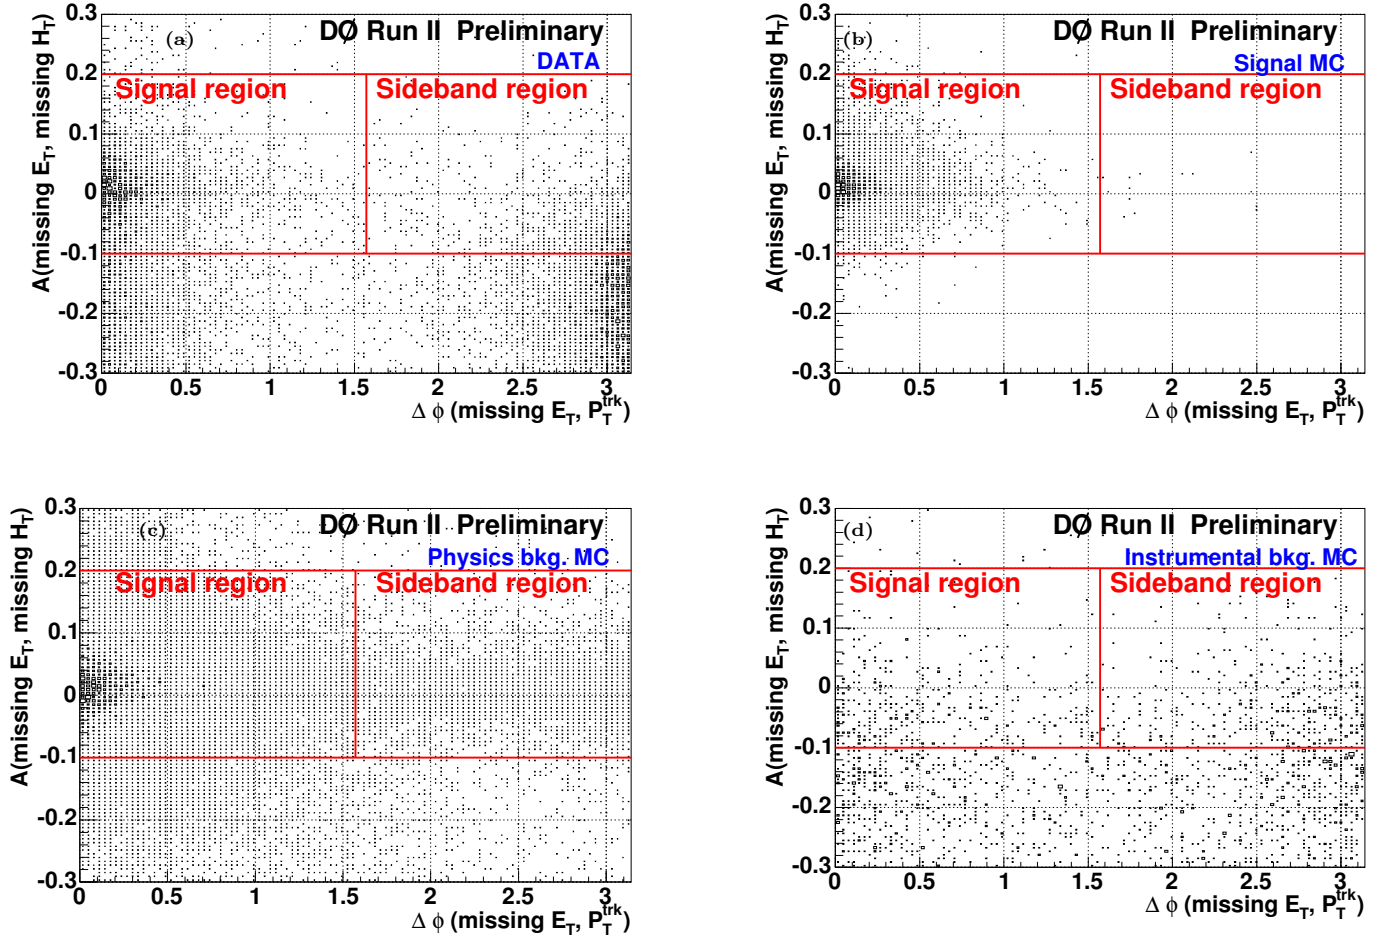 (a)
DØ Run II Preliminary
DATA
Signal region
Sideband region
A(missing E_T, missing H_T)
0.3
0.2
0.1
0
-0.1
-0.2
-0.3
0 0.5 1 1.5 2 2.5 3
Δ ϕ (missing E_T, P_T^trk)
(b)
DØ Run II Preliminary
Signal MC
Signal region
Sideband region
A(missing E_T, missing H_T)
0.3
0.2
0.1
0
-0.1
-0.2
-0.3
0 0.5 1 1.5 2 2.5 3
Δ ϕ (missing E_T, P_T^trk)
(c)
DØ Run II Preliminary
Physics bkg. MC
Signal region
Sideband region
A(missing E_T, missing H_T)
0.3
0.2
0.1
0
-0.1
-0.2
-0.3
0 0.5 1 1.5 2 2.5 3
Δ ϕ (missing E_T, P_T^trk)
(d)
DØ Run II Preliminary
Instrumental bkg. MC
Signal region
Sideband region
A(missing E_T, missing H_T)
0.3
0.2
0.1
0
-0.1
-0.2
-0.3
0 0.5 1 1.5 2 2.5 3
Δ ϕ (missing E_T, P_T^trk)